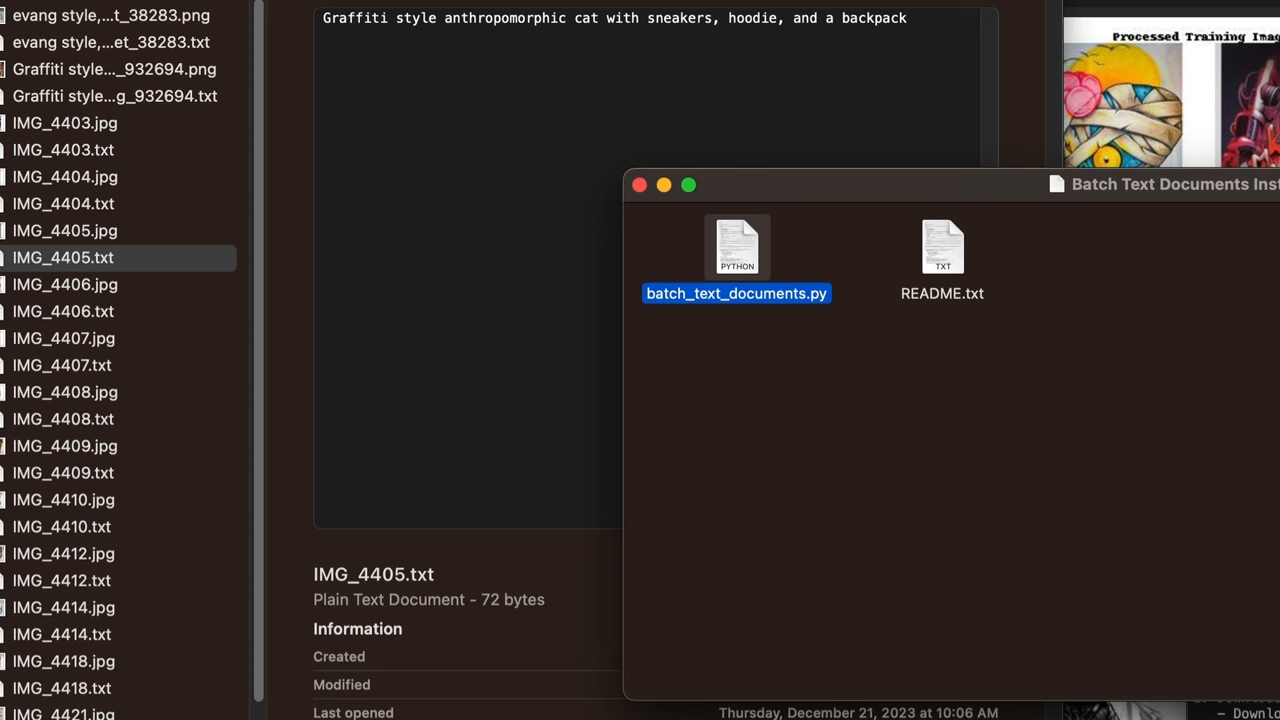 evang style,...t_38283.png
evang style,...et_38283.txt
Graffiti style..._932694.png
Graffiti style...g_932694.txt
IMG_4403.jpg
IMG_4403.txt
IMG_4404.jpg
IMG_4404.txt
IMG_4405.jpg
IMG_4405.txt
IMG_4406.jpg
IMG_4406.txt
IMG_4407.jpg
IMG_4407.txt
IMG_4408.jpg
IMG_4408.txt
IMG_4409.jpg
IMG_4409.txt
IMG_4410.jpg
IMG_4410.txt
IMG_4412.jpg
IMG_4412.txt
IMG_4414.jpg
IMG_4414.txt
IMG_4418.jpg
IMG_4418.txt
IMG_4421.jpg
Graffiti style anthropomorphic cat with sneakers, hoodie, and a backpack
IMG_4405.txt
Plain Text Document - 72 bytes
Information
Created
Modified
Last opened Thursday, December 21, 2023 at 10:06 AM
Processed Training Imag
Batch Text Documents Inst
PYTHON
batch_text_documents.py
TXT
README.txt
- Downlo